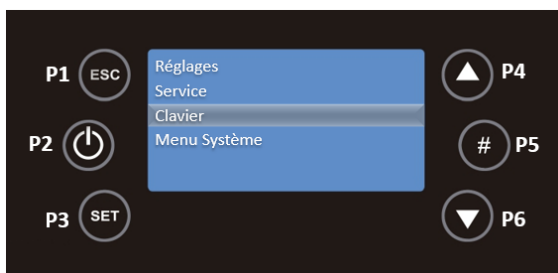 P1 ESC
Réglages
Service
Clavier
Menu Système
P4
P2
# P5
P3 SET
P6